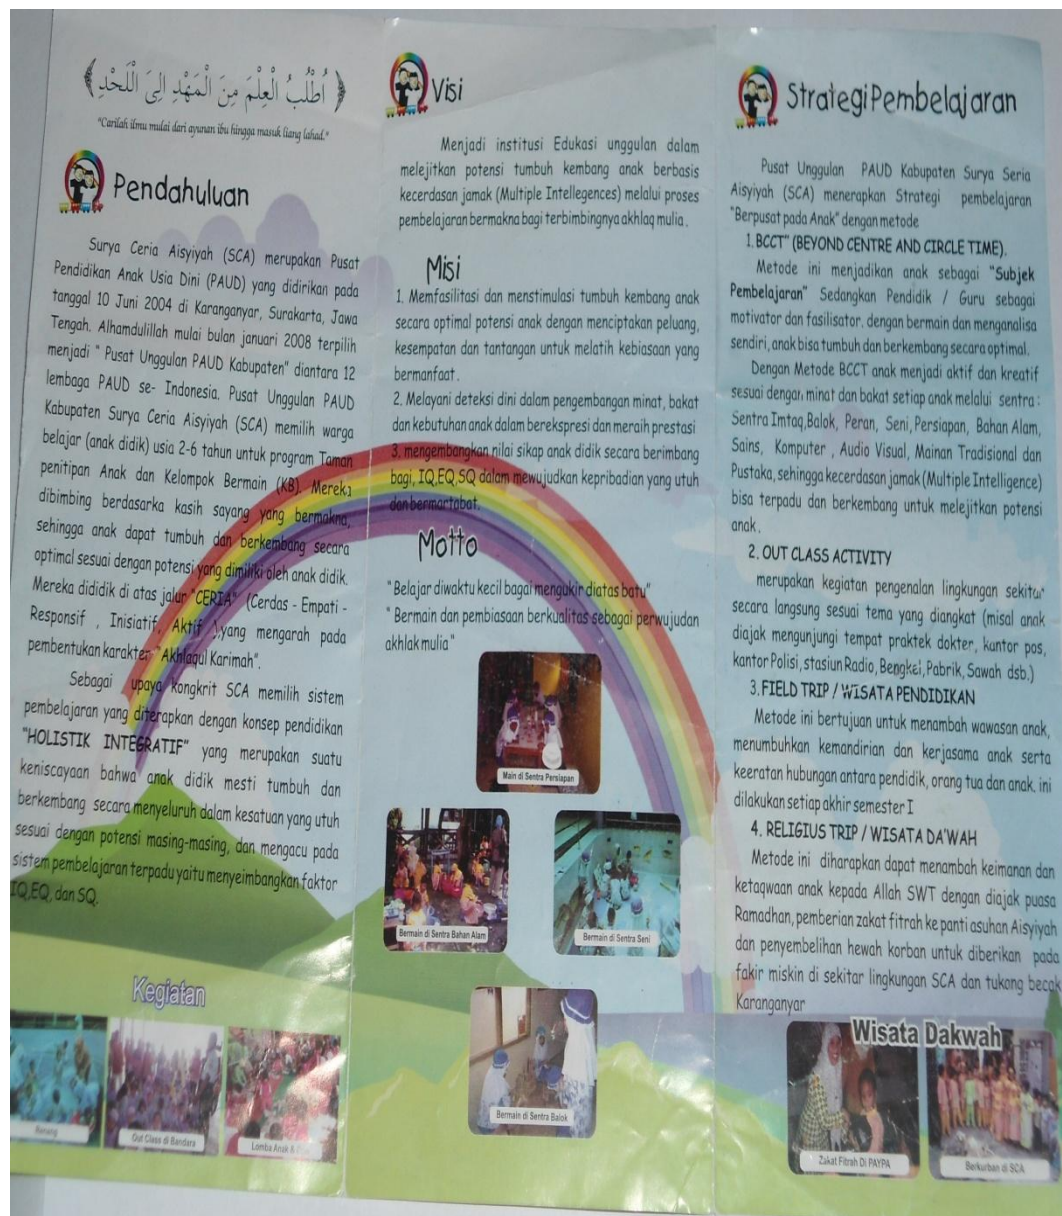 ﴿ اُطْلُبُ الْعِلْمَ مِنَ الْمَهْدِ اِلَى اللَّحْدِ ﴾
"Carilah ilmu mulai dari ayunan ibu hingga masuk liang lahad."
Pendahuluan
Surya Ceria Aisyiyah (SCA) merupakan Pusat
Pendidikan Anak Usia Dini (PAUD) yang didirikan pada
tanggal 10 Juni 2004 di Karanganyar, Surakarta, Jawa
Tengah. Alhamdulillah mulai bulan januari 2008 terpilih
menjadi " Pusat Unggulan PAUD Kabupaten" diantara 12
lembaga PAUD se- Indonesia. Pusat Unggulan PAUD
Kabupaten Surya Ceria Aisyiyah (SCA) memilih warga
belajar (anak didik) usia 2-6 tahun untuk program Taman
penitipan Anak dan Kelompok Bermain (KB). Mereka
dibimbing berdasarka kasih sayang yang bermakna,
sehingga anak dapat tumbuh dan berkembang secara
optimal sesuai dengan potensi yang dimiliki oleh anak didik.
Mereka dididik di atas jalur "CERIA" (Cerdas - Empati -
Responsif , Inisiatif, Aktif ),yang mengarah pada
pembentukan karakter "Akhlaqul Karimah".
Sebagai upaya kongkrit SCA memilih sistem
pembelajaran yang diterapkan dengan konsep pendidikan
"HOLISTIK INTEGRATIF" yang merupakan suatu
keniscayaan bahwa anak didik mesti tumbuh dan
berkembang secara menyeluruh dalam kesatuan yang utuh
sesuai dengan potensi masing-masing, dan mengacu pada
sistem pembelajaran terpadu yaitu menyeimbangkan faktor
IQ,EQ, dan SQ.
Kegiatan
Renang
Out Class di Bandara
Lomba Anak &
Visi
Menjadi institusi Edukasi unggulan dalam
melejitkan potensi tumbuh kembang anak berbasis
kecerdasan jamak (Multiple Intellegences) melalui proses
pembelajaran bermakna bagi terbimbingnya akhlaq mulia .
Misi
1. Memfasilitasi dan menstimulasi tumbuh kembang anak
secara optimal potensi anak dengan menciptakan peluang,
kesempatan dan tantangan untuk melatih kebiasaan yang
bermanfaat .
2. Melayani deteksi dini dalam pengembangan minat, bakat
dan kebutuhan anak dalam berekspresi dan meraih prestasi
3. mengembangkan nilai sikap anak didik secara berimbang
bagi, IQ,EQ,SQ dalam mewujudkan kepribadian yang utuh
dan bermartabat.
Motto
" Belajar diwaktu kecil bagai mengukir diatas batu"
" Bermain dan pembiasaan berkualitas sebagai perwujudan
akhlak mulia "
Main di Sentra Persiapan
Bermain di Sentra Bahan Alam
Bermain di Sentra Seni
Bermain di Sentra Balok
Strategi Pembelajaran
Pusat Unggulan PAUD Kabupaten Surya Seria
Aisyiyah (SCA) menerapkan Strategi pembelajaran
"Berpusat pada Anak" dengan metode
1. BCCT" (BEYOND CENTRE AND CIRCLE TIME).
Metode ini menjadikan anak sebagai "Subjek
Pembelajaran" Sedangkan Pendidik / Guru sebagai
motivator dan fasilisator. dengan bermain dan menganalisa
sendiri, anak bisa tumbuh dan berkembang secara optimal.
Dengan Metode BCCT anak menjadi aktif dan kreatif
sesuai dengan minat dan bakat setiap anak melalui sentra :
Sentra Imtaq,Balok, Peran, Seni, Persiapan, Bahan Alam,
Sains, Komputer , Audio Visual, Mainan Tradisional dan
Pustaka, sehingga kecerdasan jamak (Multiple Intelligence)
bisa terpadu dan berkembang untuk melejitkan potensi
anak .
2. OUT CLASS ACTIVITY
merupakan kegiatan pengenalan lingkungan sekitar
secara langsung sesuai tema yang diangkat (misal anak
diajak mengunjungi tempat praktek dokter, kantor pos,
kantor Polisi, stasiun Radio, Bengkel, Pabrik, Sawah dsb.)
3. FIELD TRIP / WISATA PENDIDIKAN
Metode ini bertujuan untuk menambah wawasan anak,
menumbuhkan kemandirian dan kerjasama anak serta
keeratan hubungan antara pendidik, orang tua dan anak. ini
dilakukan setiap akhir semester I
4. RELIGIUS TRIP / WISATA DA'WAH
Metode ini diharapkan dapat menambah keimanan dan
ketaqwaan anak kepada Allah SWT dengan diajak puasa
Ramadhan, pemberian zakat fitrah ke panti asuhan Aisyiyah
dan penyembelihan hewah korban untuk diberikan pada
fakir miskin di sekitar lingkungan SCA dan tukang becak
Karanganyar
Wisata Dakwah
Zakat Fitrah Di PAYPA
Berkurban di SCA